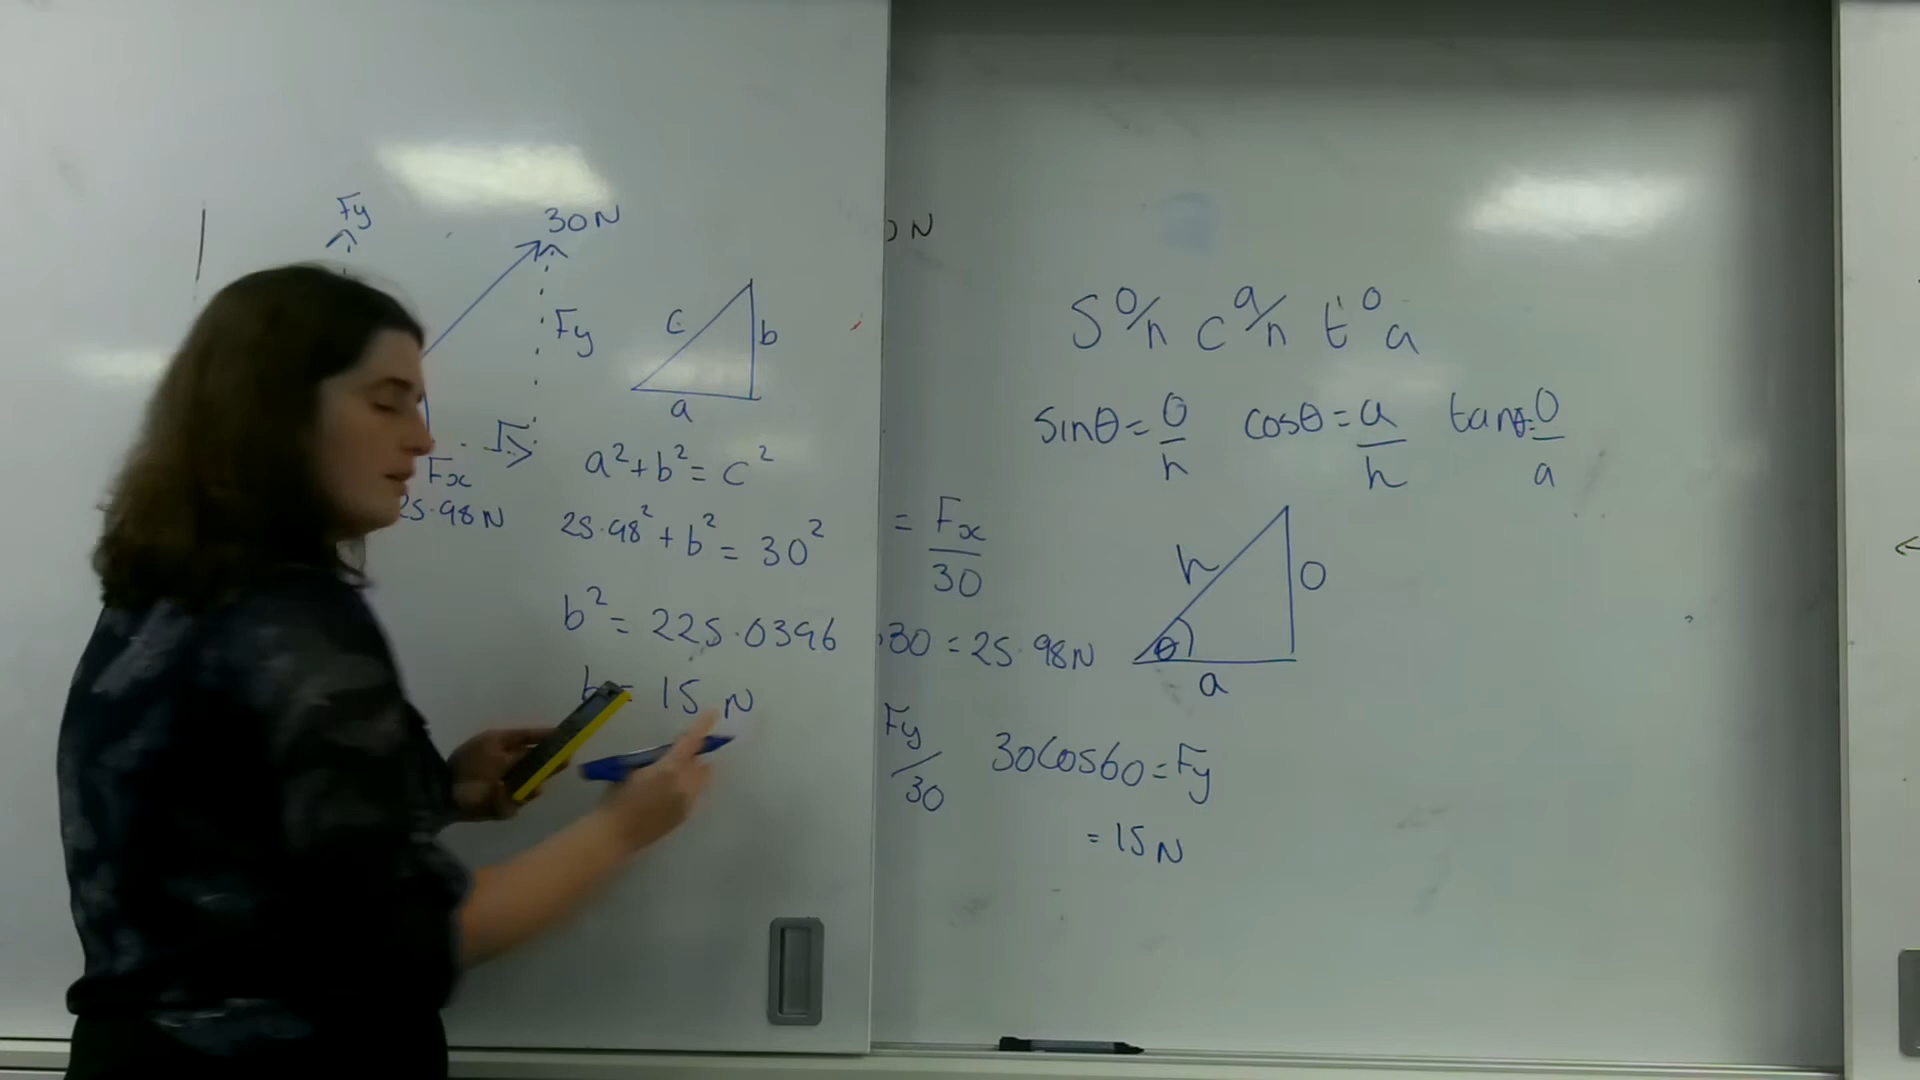 Fy
30N
Fy
c
b
a
Fx
25.98N
a² + b² = c²
25.98² + b² = 30²
b² = 225.0396
b = 15 N
N
S o/h c a/h t o a
sinθ = o/h cosθ = a/h tanθ = o/a
= Fx/30
h
o
θ
a
30 = 25.98N
Fy/30
30cos60 = Fy
= 15N